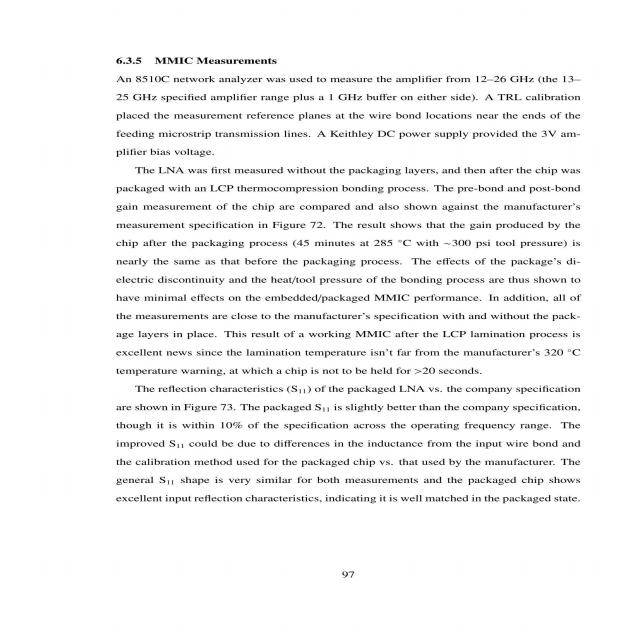 6.3.5 MMIC Measurements
An 8510C network analyzer was used to measure the amplifier from 12–26 GHz (the 13–
25 GHz specified amplifier range plus a 1 GHz buffer on either side). A TRL calibration
placed the measurement reference planes at the wire bond locations near the ends of the
feeding microstrip transmission lines. A Keithley DC power supply provided the 3V am-
plifier bias voltage.
The LNA was first measured without the packaging layers, and then after the chip was
packaged with an LCP thermocompression bonding process. The pre-bond and post-bond
gain measurement of the chip are compared and also shown against the manufacturer's
measurement specification in Figure 72. The result shows that the gain produced by the
chip after the packaging process (45 minutes at 285 °C with ~300 psi tool pressure) is
nearly the same as that before the packaging process. The effects of the package's di-
electric discontinuity and the heat/tool pressure of the bonding process are thus shown to
have minimal effects on the embedded/packaged MMIC performance. In addition, all of
the measurements are close to the manufacturer's specification with and without the pack-
age layers in place. This result of a working MMIC after the LCP lamination process is
excellent news since the lamination temperature isn't far from the manufacturer's 320 °C
temperature warning, at which a chip is not to be held for >20 seconds.
The reflection characteristics (S₁₁) of the packaged LNA vs. the company specification
are shown in Figure 73. The packaged S₁₁ is slightly better than the company specification,
though it is within 10% of the specification across the operating frequency range. The
improved S₁₁ could be due to differences in the inductance from the input wire bond and
the calibration method used for the packaged chip vs. that used by the manufacturer. The
general S₁₁ shape is very similar for both measurements and the packaged chip shows
excellent input reflection characteristics, indicating it is well matched in the packaged state.
97